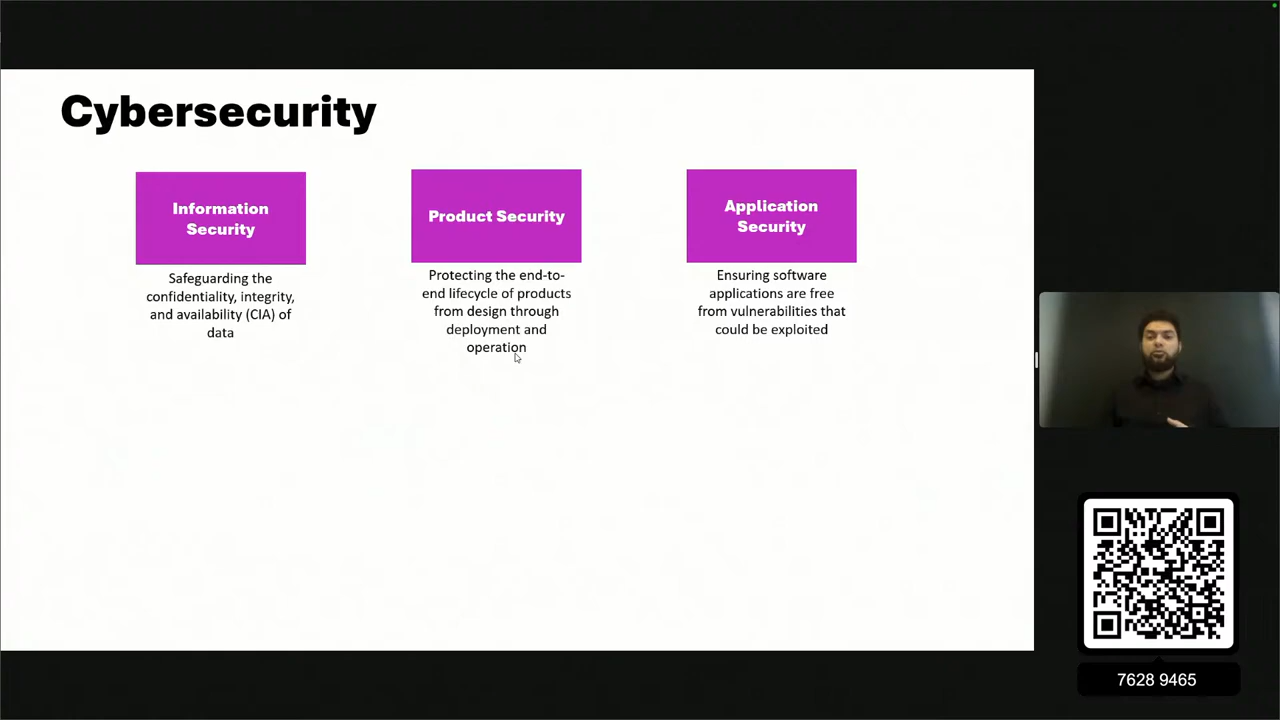 Cybersecurity
Information
Security
Safeguarding the
confidentiality, integrity,
and availability (CIA) of
data
Product Security
Protecting the end-to-
end lifecycle of products
from design through
deployment and
operation
Application
Security
Ensuring software
applications are free
from vulnerabilities that
could be exploited
7628 9465